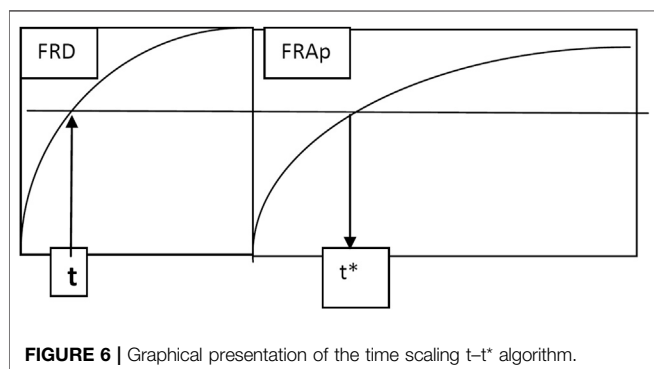 FRD
FRAp
t
t*
FIGURE 6 | Graphical presentation of the time scaling t–t* algorithm.